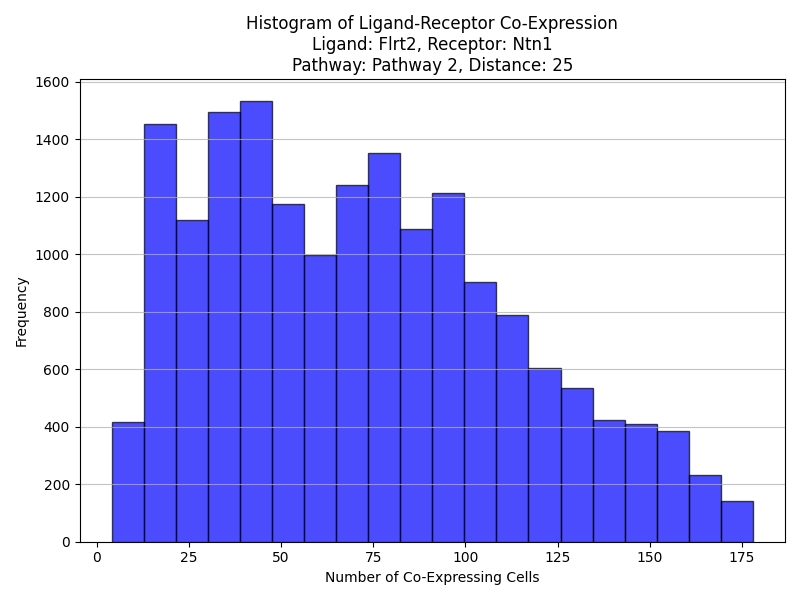 Histogram of Ligand-Receptor Co-Expression
Ligand: Flrt2, Receptor: Ntn1
Pathway: Pathway 2, Distance: 25
1600
1400
1200
1000
800
600
400
200
0
Frequency
0 25 50 75 100 125 150 175
Number of Co-Expressing Cells